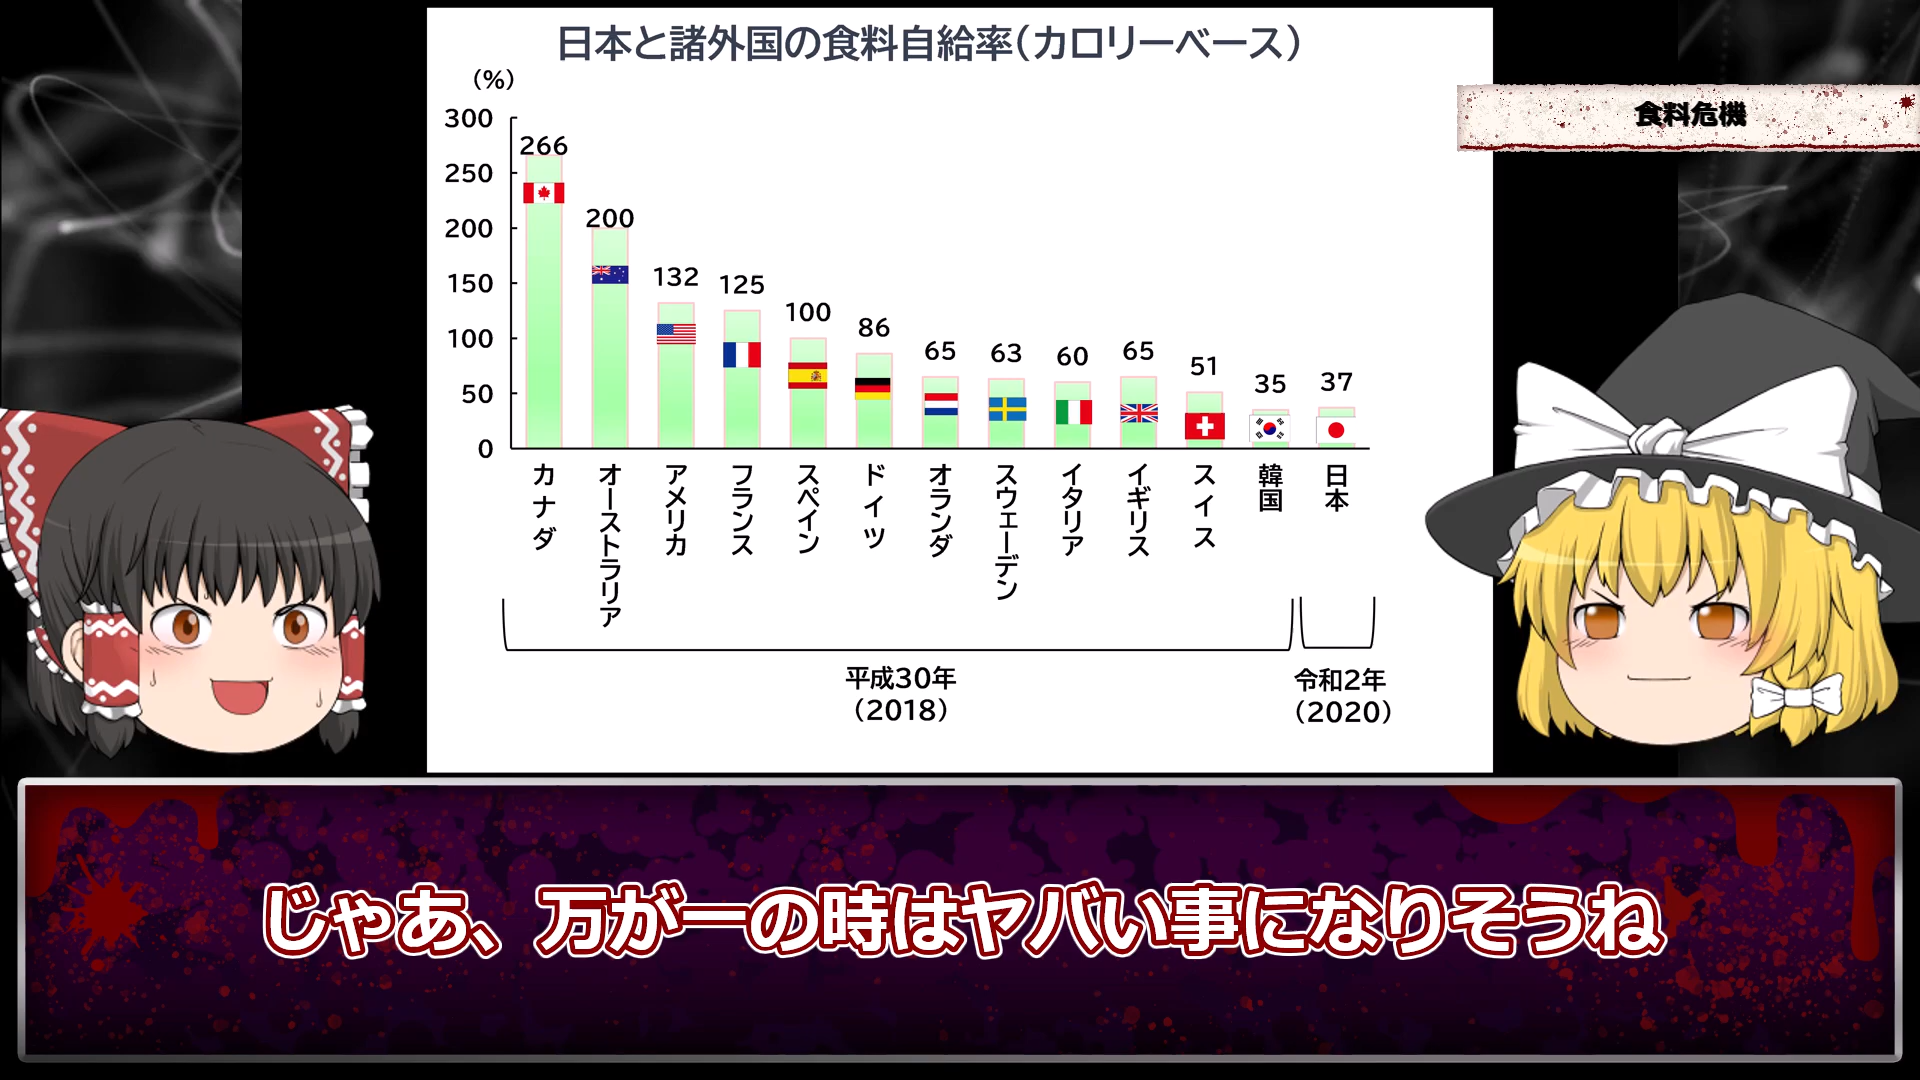 日本と諸外国の食料自給率(カロリーベース)
(%)
食料危機
300
250
200
150
100
50
0
266
200
132
125
100
86
65
63
60
65
51
35
37
カナダ
オーストラリア
アメリカ
フランス
スペイン
ドイツ
オランダ
スウェーデン
イタリア
イギリス
スイス
韓国
日本
平成30年
(2018)
令和2年
(2020)
じゃあ、万が一の時はヤバい事になりそうね